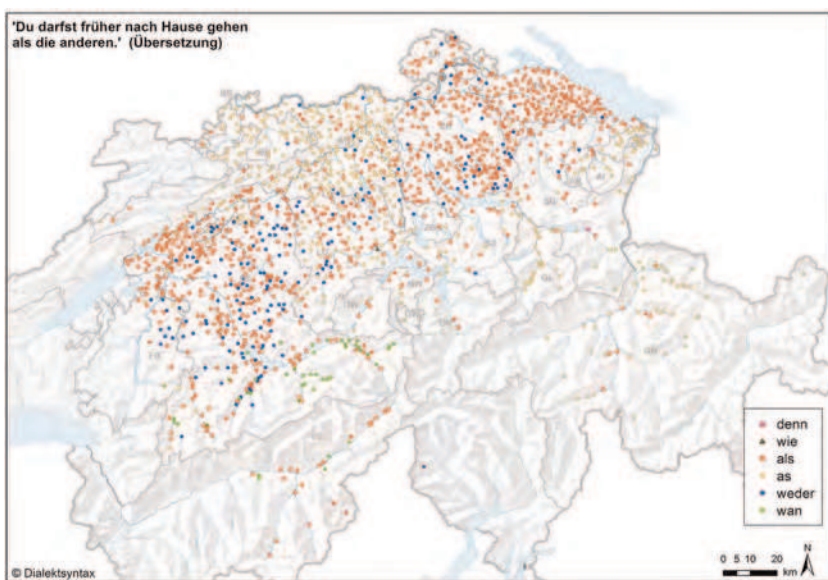 'Du darfst früher nach Hause gehen
als die anderen.' (Übersetzung)
denn
wie
als
as
weder
wan
N
0 5 10 20
km
© Dialektsyntax